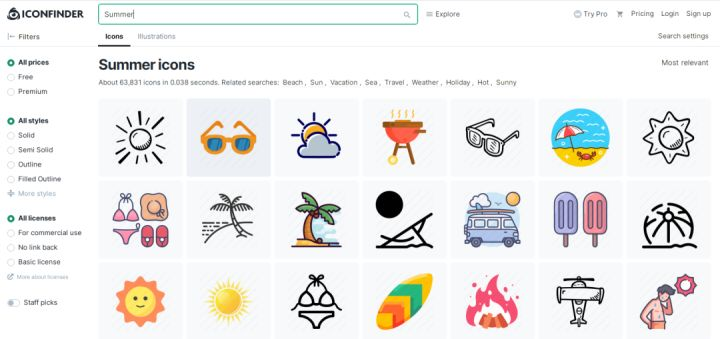 ICONFINDER
Summer
Explore
Try Pro
Pricing
Login
Sign up
Filters
Icons
Illustrations
Search settings
All prices
Free
Premium
All styles
Solid
Semi Solid
Outline
Filled Outline
More styles
All licenses
For commercial use
No link back
Basic license
More about licenses
Staff picks
Summer icons
Most relevant
About 63,831 icons in 0.038 seconds. Related searches: Beach , Sun , Vacation , Sea , Travel , Weather , Holiday , Hot , Sunny